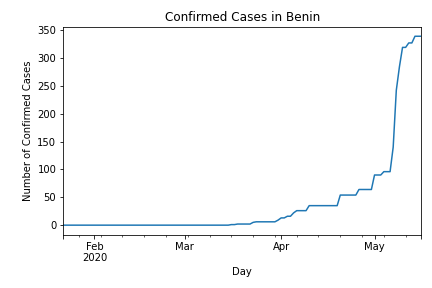 Confirmed Cases in Benin
350
300
250
200
150
100
50
0
Number of Confirmed Cases
Feb
2020
Mar
Apr
May
Day